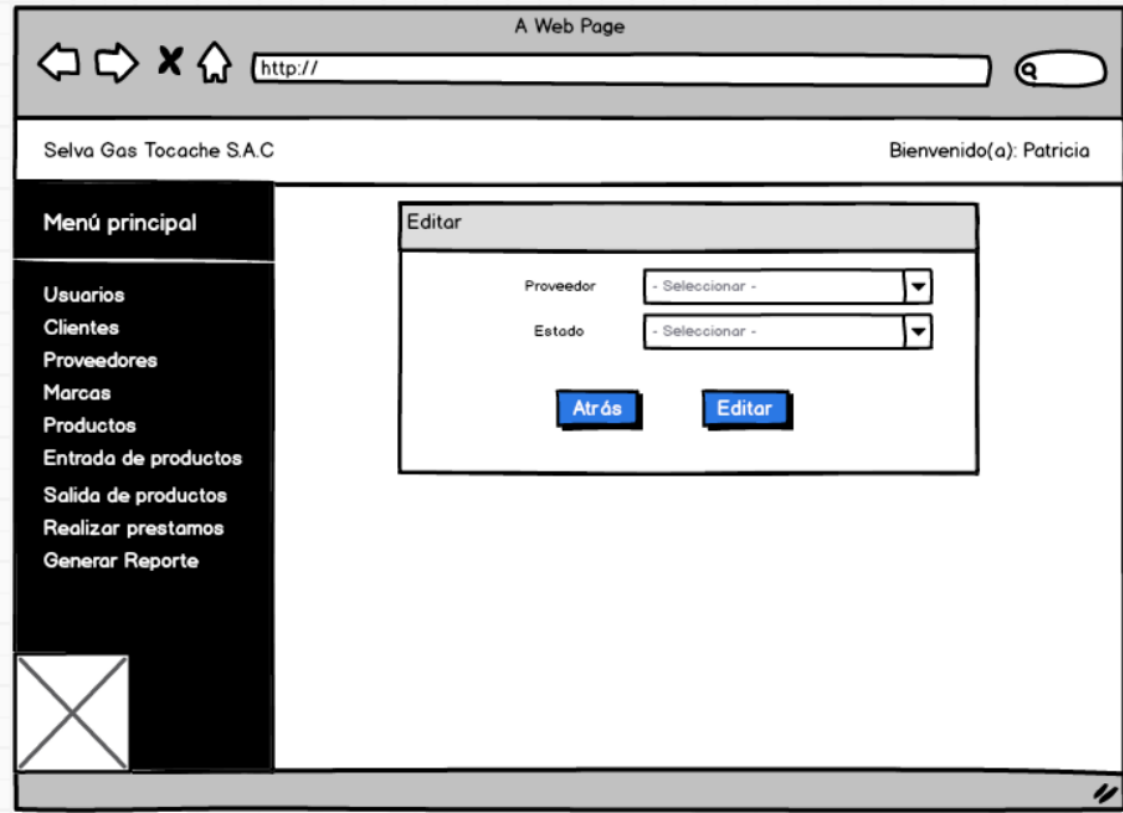 A Web Page
http://
Selva Gas Tocache S.A.C
Bienvenido(a): Patricia
Menú principal
Usuarios
Clientes
Proveedores
Marcas
Productos
Entrada de productos
Salida de productos
Realizar prestamos
Generar Reporte
Editar
Proveedor
- Seleccionar -
Estado
- Seleccionar -
Atrás
Editar